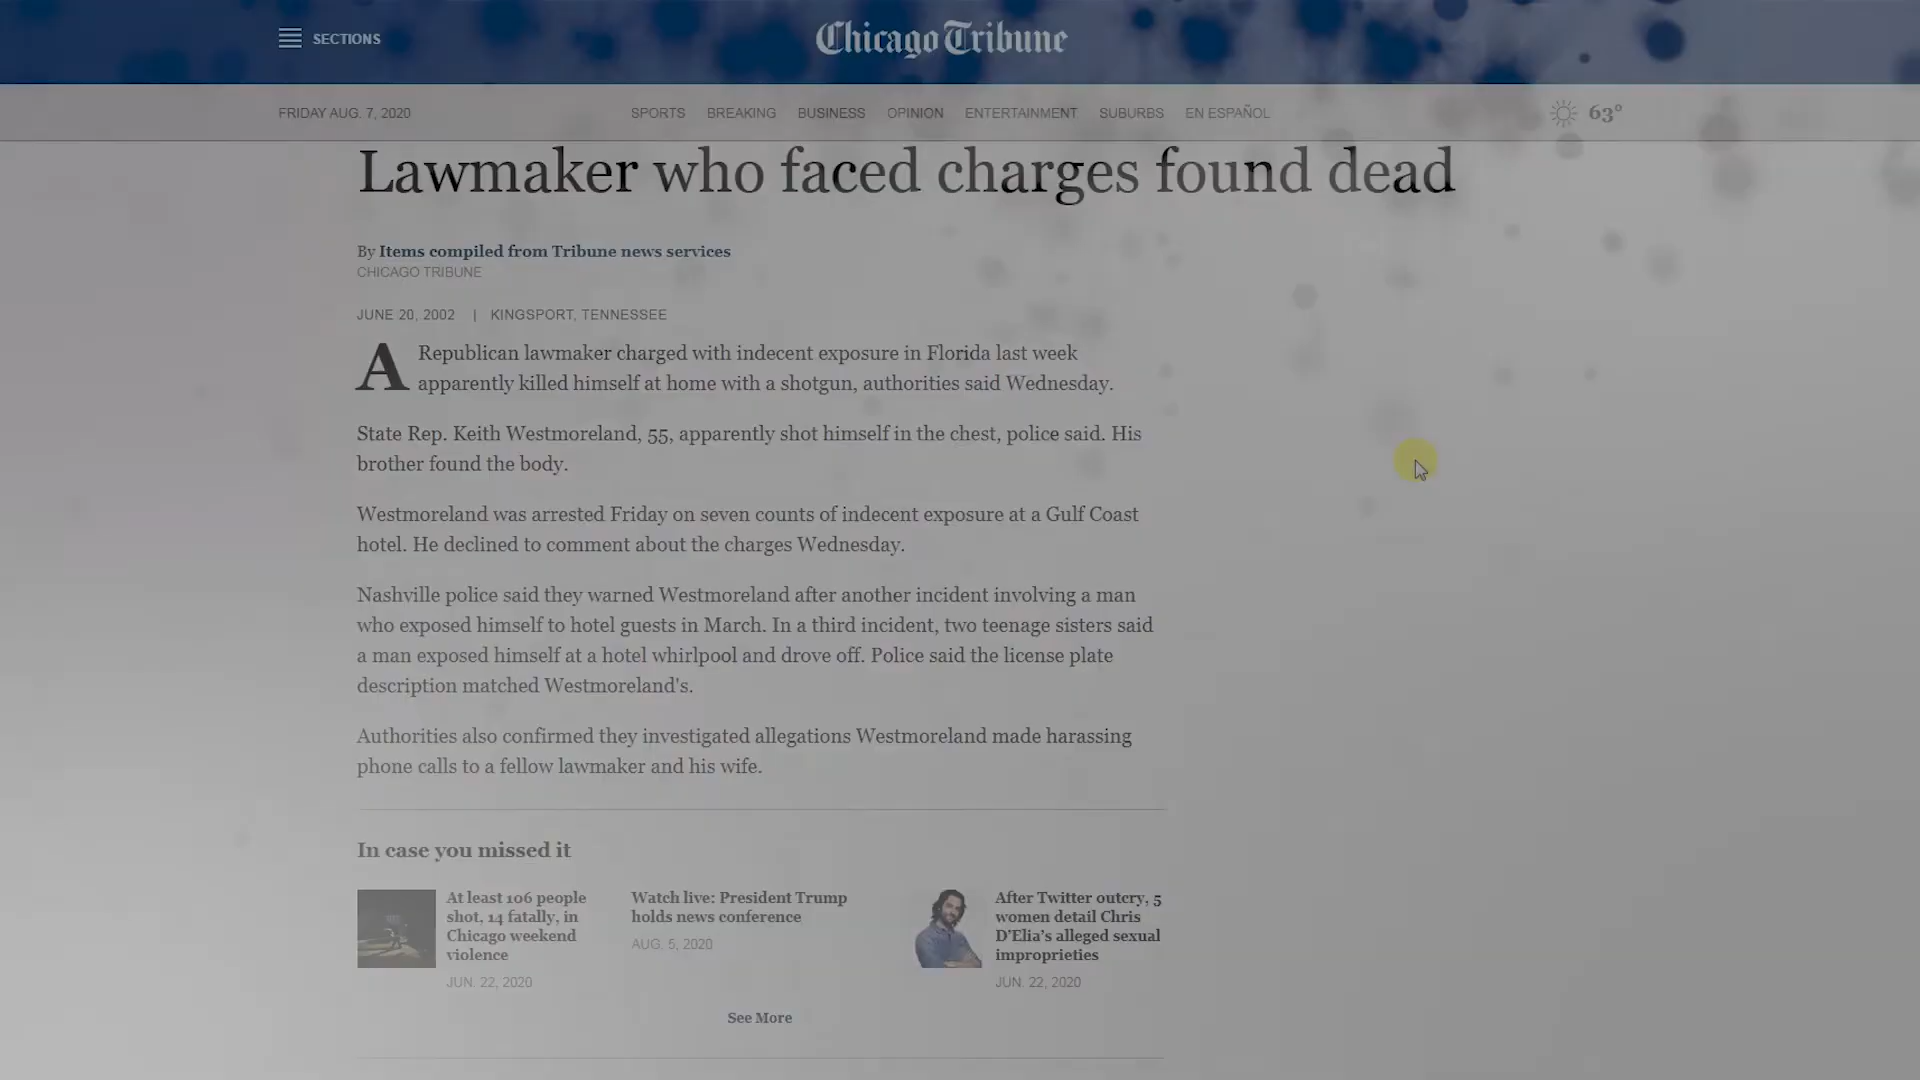 SECTIONS
Chicago Tribune
FRIDAY AUG. 7, 2020
SPORTS BREAKING BUSINESS OPINION ENTERTAINMENT SUBURBS EN ESPAÑOL
63°
Lawmaker who faced charges found dead
By Items compiled from Tribune news services
CHICAGO TRIBUNE
JUNE 20, 2002 | KINGSPORT, TENNESSEE
A Republican lawmaker charged with indecent exposure in Florida last week
apparently killed himself at home with a shotgun, authorities said Wednesday.
State Rep. Keith Westmoreland, 55, apparently shot himself in the chest, police said. His
brother found the body.
Westmoreland was arrested Friday on seven counts of indecent exposure at a Gulf Coast
hotel. He declined to comment about the charges Wednesday.
Nashville police said they warned Westmoreland after another incident involving a man
who exposed himself to hotel guests in March. In a third incident, two teenage sisters said
a man exposed himself at a hotel whirlpool and drove off. Police said the license plate
description matched Westmoreland's.
Authorities also confirmed they investigated allegations Westmoreland made harassing
phone calls to a fellow lawmaker and his wife.
In case you missed it
At least 106 people
shot, 14 fatally, in
Chicago weekend
violence
JUN. 22, 2020
Watch live: President Trump
holds news conference
AUG. 5, 2020
After Twitter outcry, 5
women detail Chris
D'Elia's alleged sexual
improprieties
JUN. 22, 2020
See More